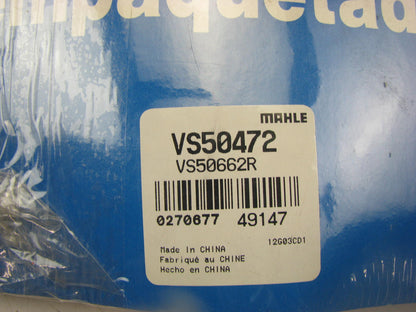 mpaquetad
MAHLE
VS50472
VS50662R
0270677 49147
Made In CHINA 12G03CD1
Fabriqué au CHINE
Hecho en CHINA